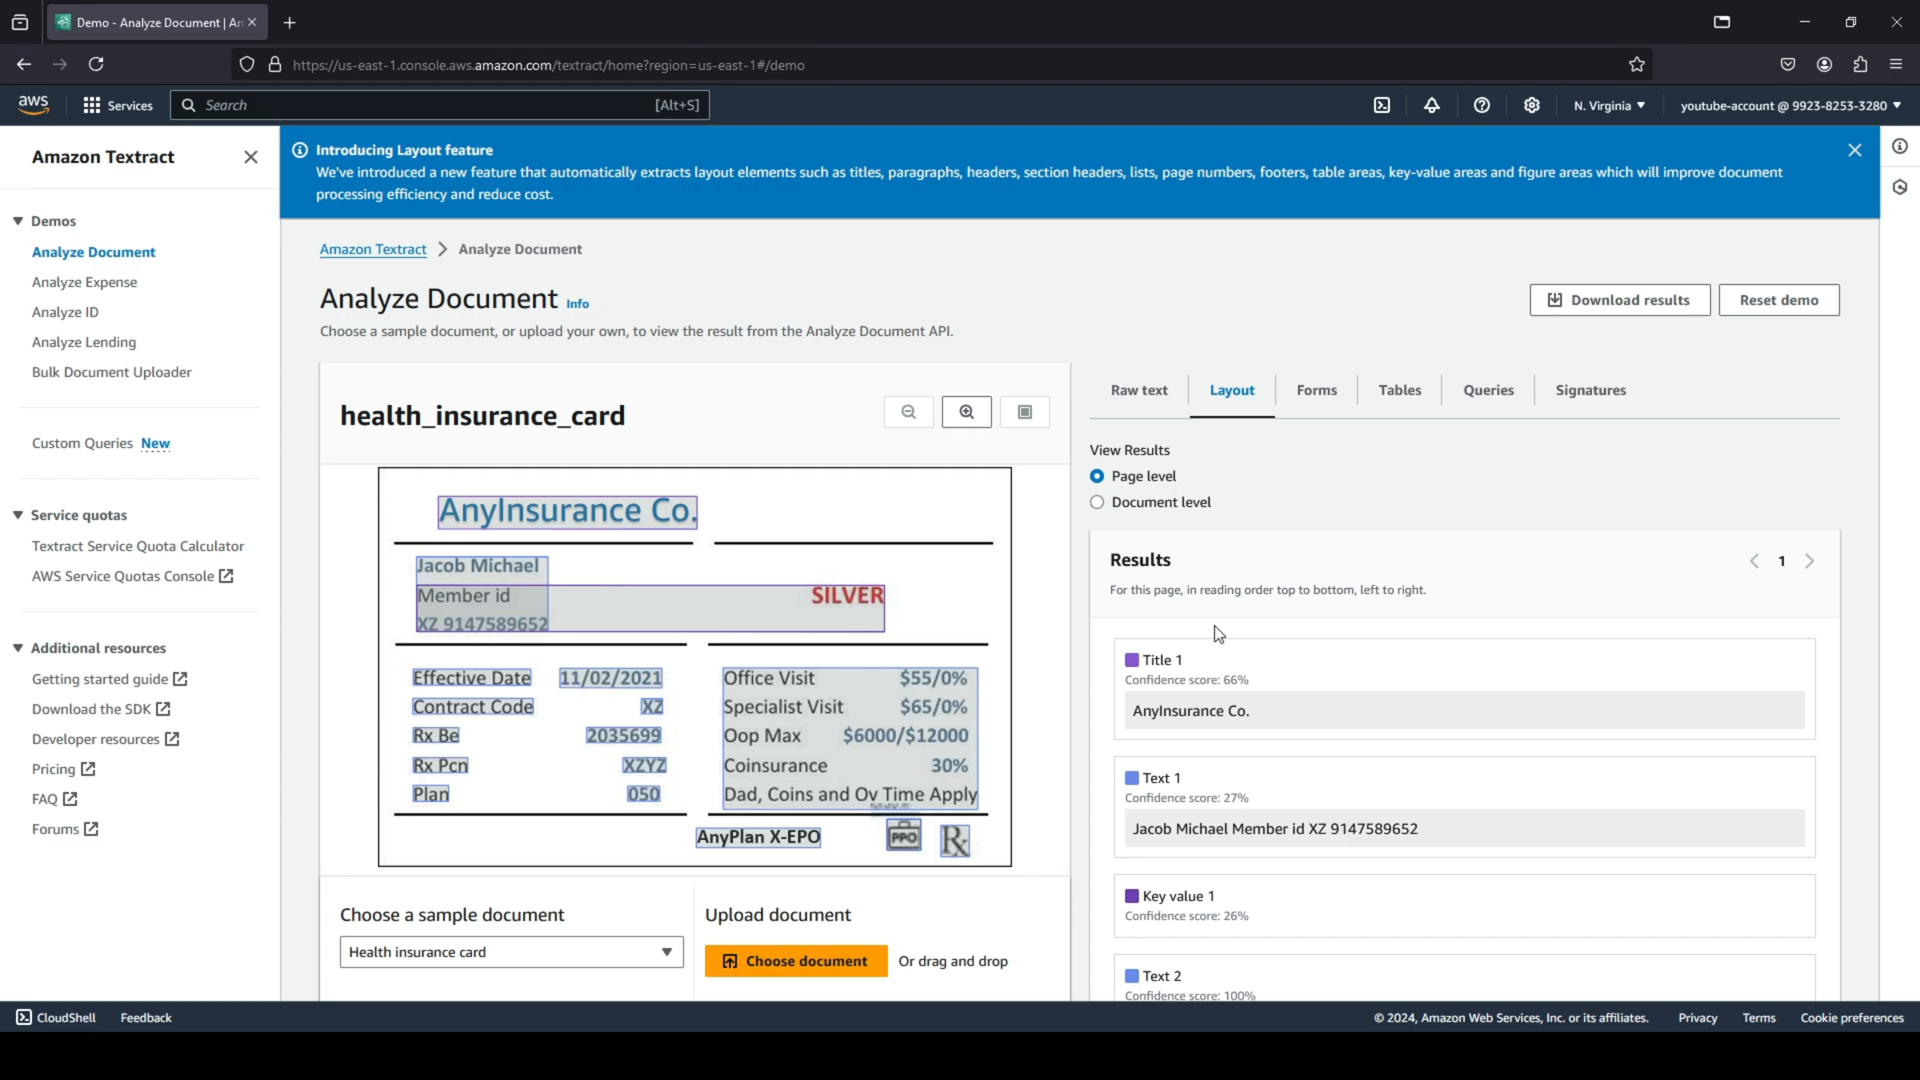 Demo - Analyze Document | An
https://us-east-1.console.aws.amazon.com/textract/home?region=us-east-1#/demo
aws
Services
Search
[Alt+S]
N. Virginia
youtube-account @ 9923-8253-3280
Amazon Textract
Demos
Analyze Document
Analyze Expense
Analyze ID
Analyze Lending
Bulk Document Uploader
Custom Queries New
Service quotas
Textract Service Quota Calculator
AWS Service Quotas Console
Additional resources
Getting started guide
Download the SDK
Developer resources
Pricing
FAQ
Forums
Introducing Layout feature
We've introduced a new feature that automatically extracts layout elements such as titles, paragraphs, headers, section headers, lists, page numbers, footers, table areas, key-value areas and figure areas which will improve document
processing efficiency and reduce cost.
Amazon Textract > Analyze Document
Analyze Document Info
Choose a sample document, or upload your own, to view the result from the Analyze Document API.
Download results
Reset demo
health_insurance_card
AnyInsurance Co.
Jacob Michael
Member id
SILVER
XZ 9147589652
Effective Date 11/02/2021
Contract Code XZ
Rx Be 2035699
Rx Pcn XZYZ
Plan 050
Office Visit $55/0%
Specialist Visit $65/0%
Oop Max $6000/$12000
Coinsurance 30%
Dad, Coins and Ov Time Apply
AnyPlan X-EPO
PPO
Rx
Choose a sample document
Health insurance card
Upload document
Choose document
Or drag and drop
Raw text
Layout
Forms
Tables
Queries
Signatures
View Results
Page level
Document level
Results
1
For this page, in reading order top to bottom, left to right.
Title 1
Confidence score: 66%
AnyInsurance Co.
Text 1
Confidence score: 27%
Jacob Michael Member id XZ 9147589652
Key value 1
Confidence score: 26%
Text 2
Confidence score: 100%
CloudShell
Feedback
© 2024, Amazon Web Services, Inc. or its affiliates.
Privacy
Terms
Cookie preferences